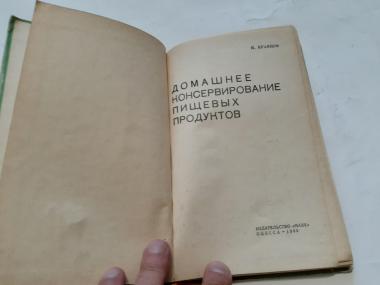 ДОМАШНЕЕ
КОНСЕРВИРОВАНИЕ
ПИЩЕВЫХ
ПРОДУКТОВ
ИЗДАТЕЛЬСТВО «МАЯК»
ОДЕССА